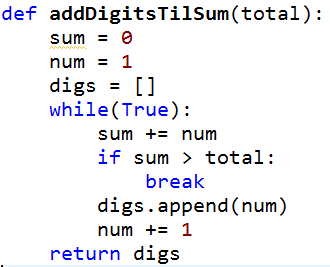 def addDigitsTilSum(total):
    sum = 0
    num = 1
    digs = []
    while(True):
        sum += num
        if sum > total:
            break
        digs.append(num)
        num += 1
    return digs